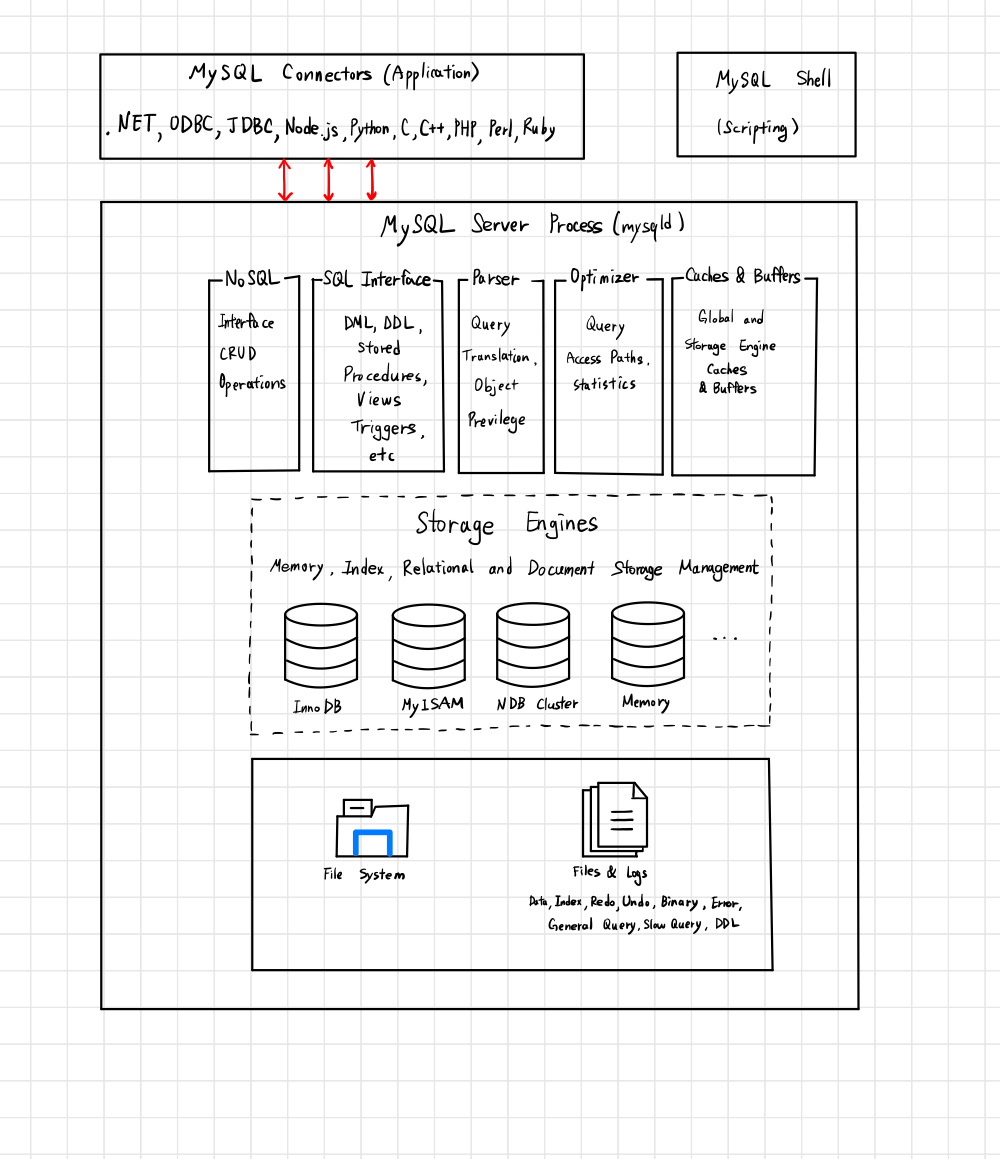 MySQL Connectors (Application)
.NET, ODBC, JDBC, Node.js, Python, C, C++, PHP, Perl, Ruby
MySQL Shell
(Scripting)
MySQL Server Process (mysqld)
NoSQL
Interface
CRUD
Operations
SQL Interface
DML, DDL,
Stored
Procedures,
Views
Triggers,
etc
Parser
Query
Translation,
Object
Previlege
Optimizer
Query
Access Paths,
Statistics
Caches & Buffers
Global and
Storage Engine
Caches
& Buffers
Storage Engines
Memory, Index, Relational and Document Storage Management
InnoDB
MyISAM
NDB Cluster
Memory
...
File System
Files & Logs
Data, Index, Redo, Undo, Binary, Error,
General Query, Slow Query, DDL